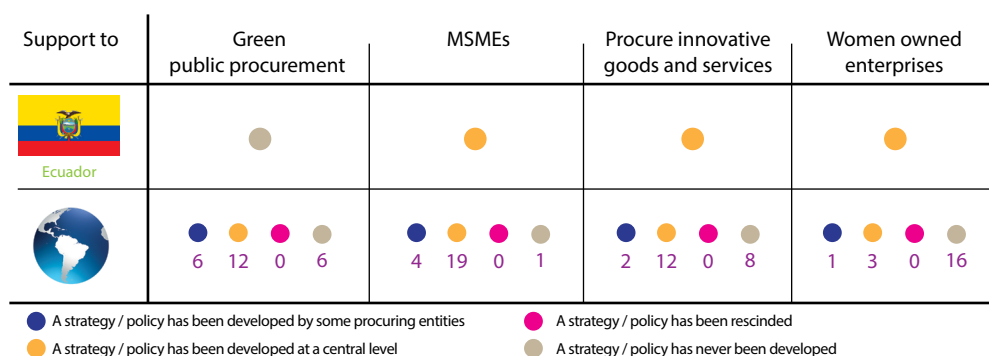 Support to
Green
public procurement
MSMEs
Procure innovative
goods and services
Women owned
enterprises
Ecuador
6 12 0 6
4 19 0 1
2 12 0 8
1 3 0 16
A strategy / policy has been developed by some procuring entities
A strategy / policy has been rescinded
A strategy / policy has been developed at a central level
A strategy / policy has never been developed